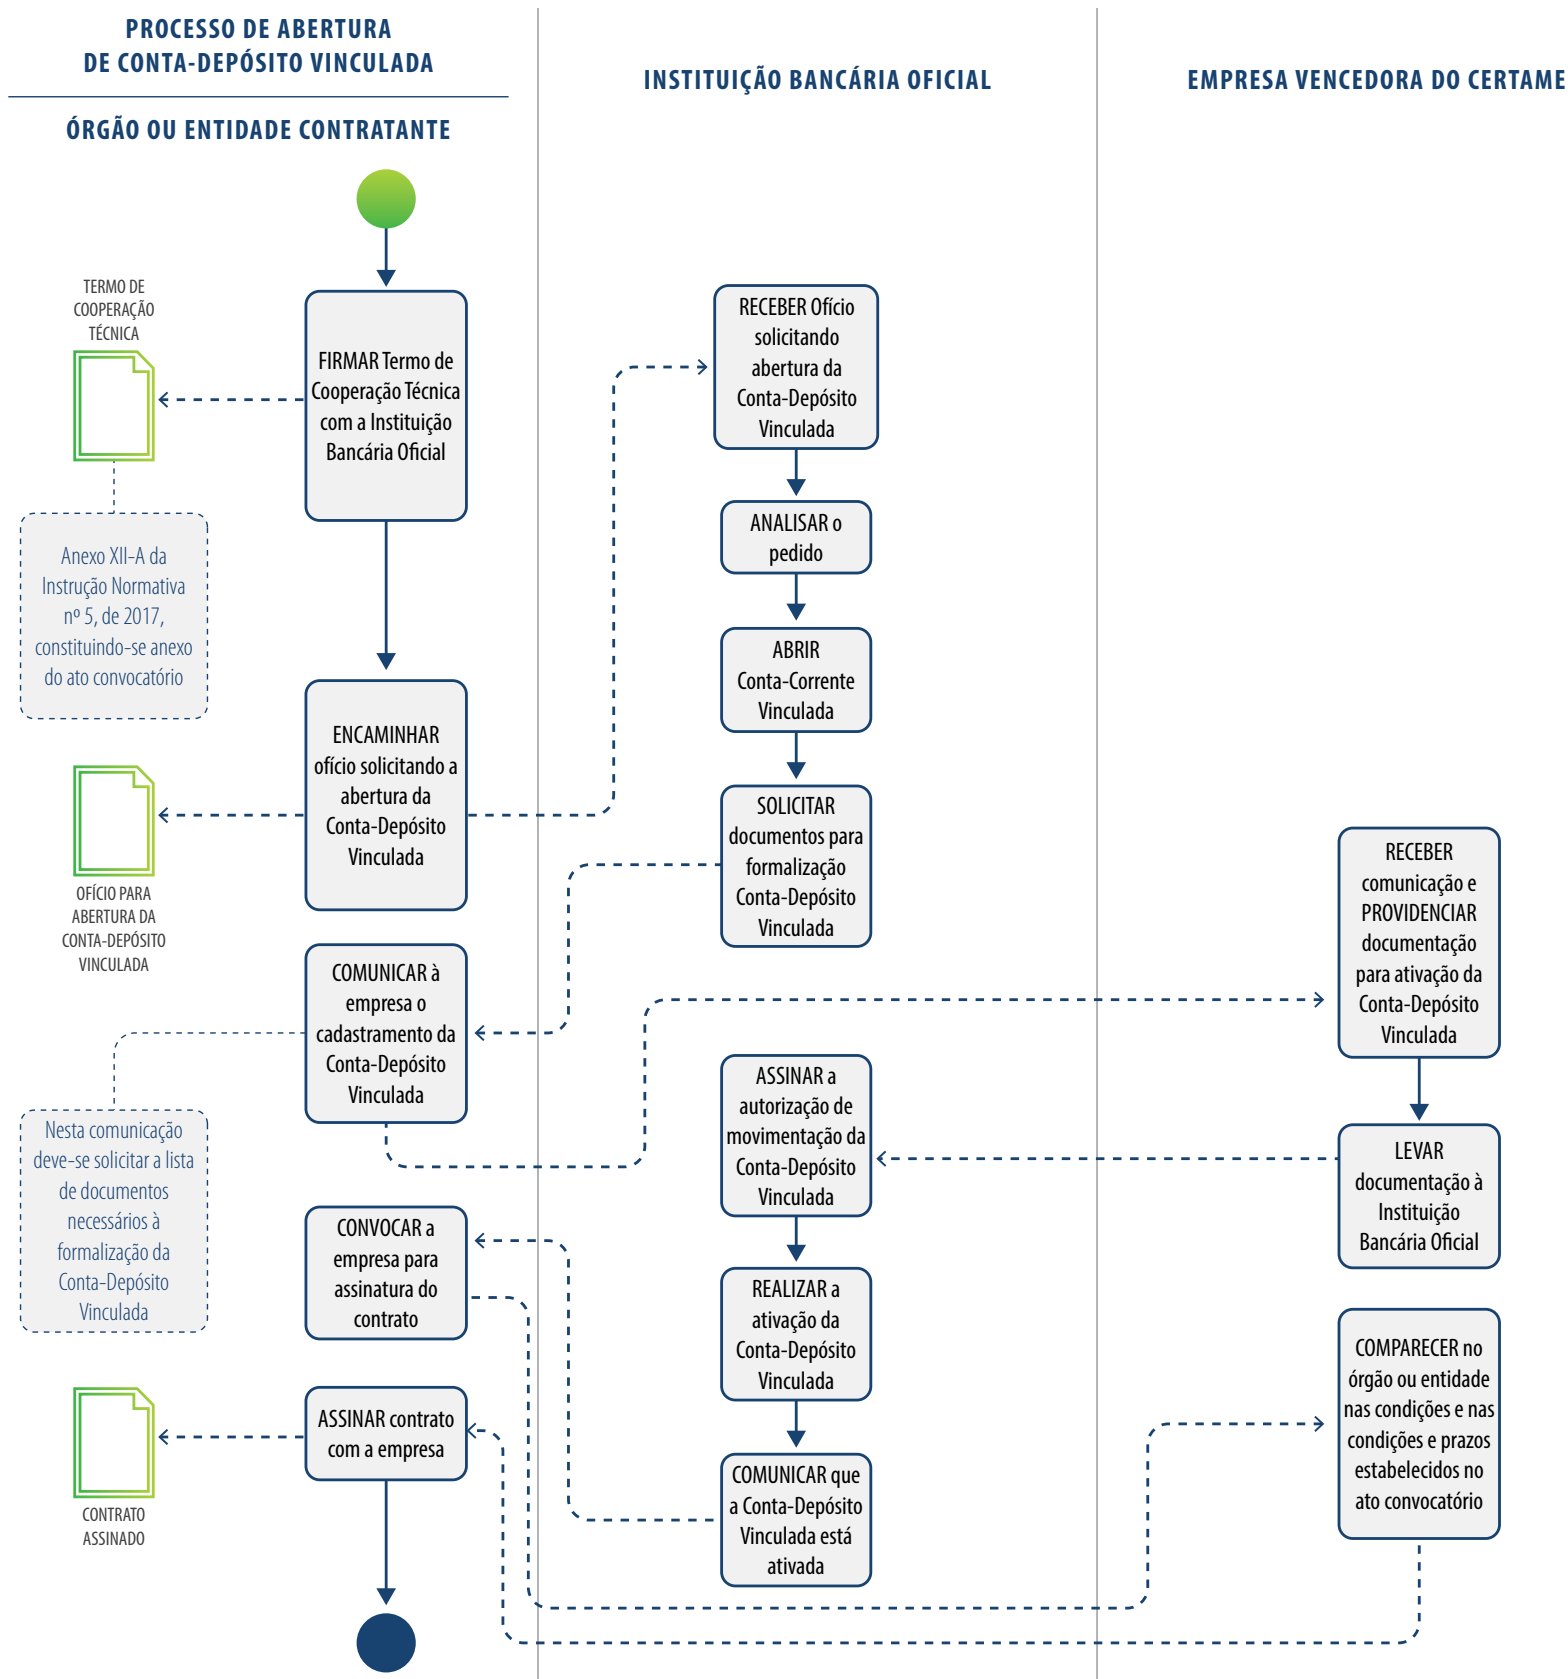 PROCESSO DE ABERTURA
DE CONTA-DEPÓSITO VINCULADA
ÓRGÃO OU ENTIDADE CONTRATANTE
INSTITUIÇÃO BANCÁRIA OFICIAL
EMPRESA VENCEDORA DO CERTAME
TERMO DE
COOPERAÇÃO
TÉCNICA
FIRMAR Termo de
Cooperação Técnica
com a Instituição
Bancária Oficial
Anexo XII-A da
Instrução Normativa
nº 5, de 2017,
constituindo-se anexo
do ato convocatório
ENCAMINHAR
ofício solicitando a
abertura da
Conta-Depósito
Vinculada
OFÍCIO PARA
ABERTURA DA
CONTA-DEPÓSITO
VINCULADA
COMUNICAR à
empresa o
cadastramento da
Conta-Depósito
Vinculada
Nesta comunicação
deve-se solicitar a lista
de documentos
necessários à
formalização da
Conta-Depósito
Vinculada
CONVOCAR a
empresa para
assinatura do
contrato
ASSINAR contrato
com a empresa
CONTRATO
ASSINADO
RECEBER Ofício
solicitando
abertura da
Conta-Depósito
Vinculada
ANALISAR o
pedido
ABRIR
Conta-Corrente
Vinculada
SOLICITAR
documentos para
formalização
Conta-Depósito
Vinculada
ASSINAR a
autorização de
movimentação da
Conta-Depósito
Vinculada
REALIZAR a
ativação da
Conta-Depósito
Vinculada
COMUNICAR que
a Conta-Depósito
Vinculada está
ativada
RECEBER
comunicação e
PROVIDENCIAR
documentação
para ativação da
Conta-Depósito
Vinculada
LEVAR
documentação à
Instituição
Bancária Oficial
COMPARECER no
órgão ou entidade
nas condições e nas
condições e prazos
estabelecidos no
ato convocatório